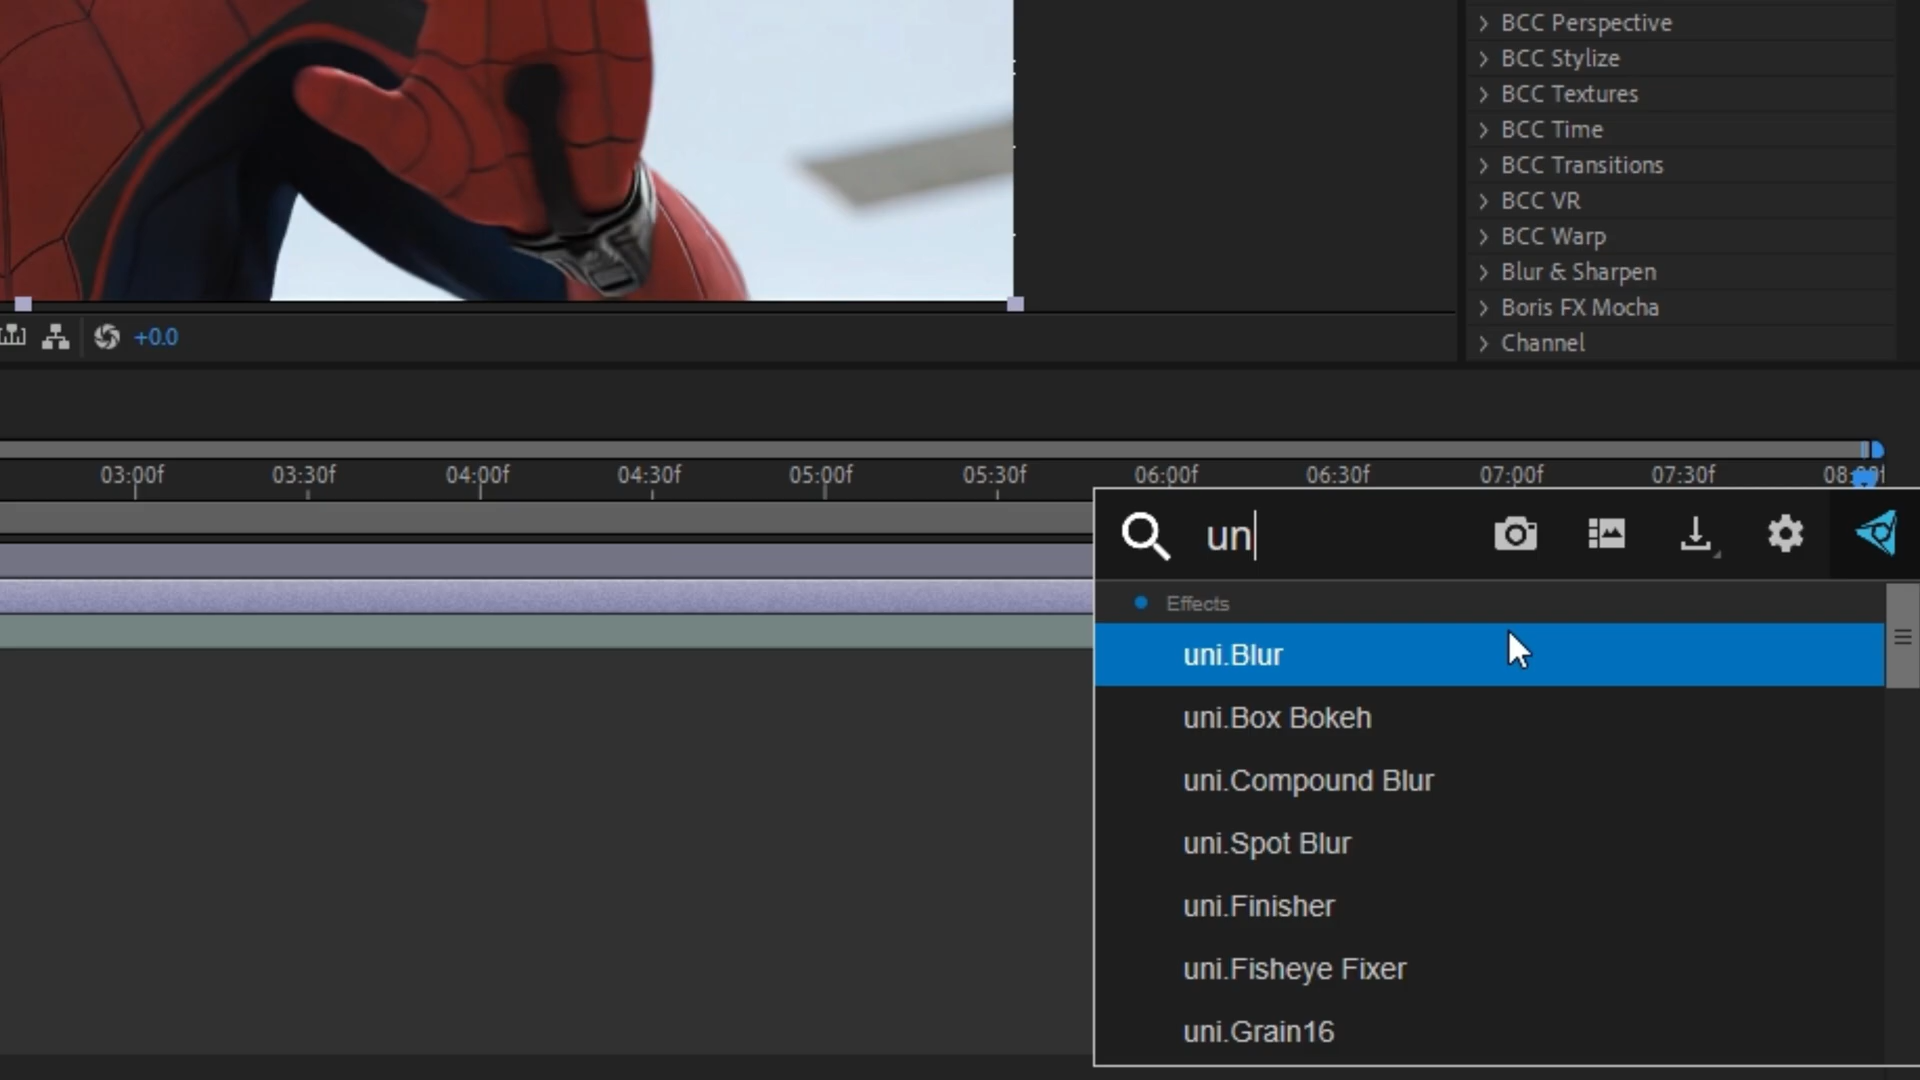 BCC Perspective
BCC Stylize
BCC Textures
BCC Time
BCC Transitions
BCC VR
BCC Warp
Blur & Sharpen
Boris FX Mocha
Channel
+0.0
03:00f 03:30f 04:00f 04:30f 05:00f 05:30f 06:00f 06:30f 07:00f 07:30f
un
Effects
uni.Blur
uni.Box Bokeh
uni.Compound Blur
uni.Spot Blur
uni.Finisher
uni.Fisheye Fixer
uni.Grain16